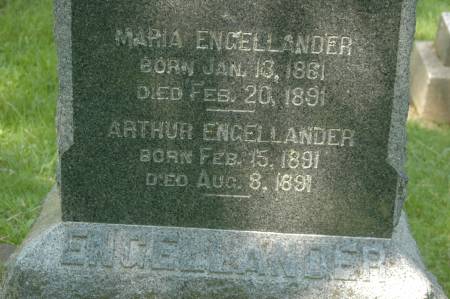 MARIA ENGELLANDER
BORN JAN. 13, 1861
DIED FEB. 20, 1891
ARTHUR ENGELLANDER
BORN FEB. 15, 1891
DIED AUG. 8, 1891
ENGELLANDER